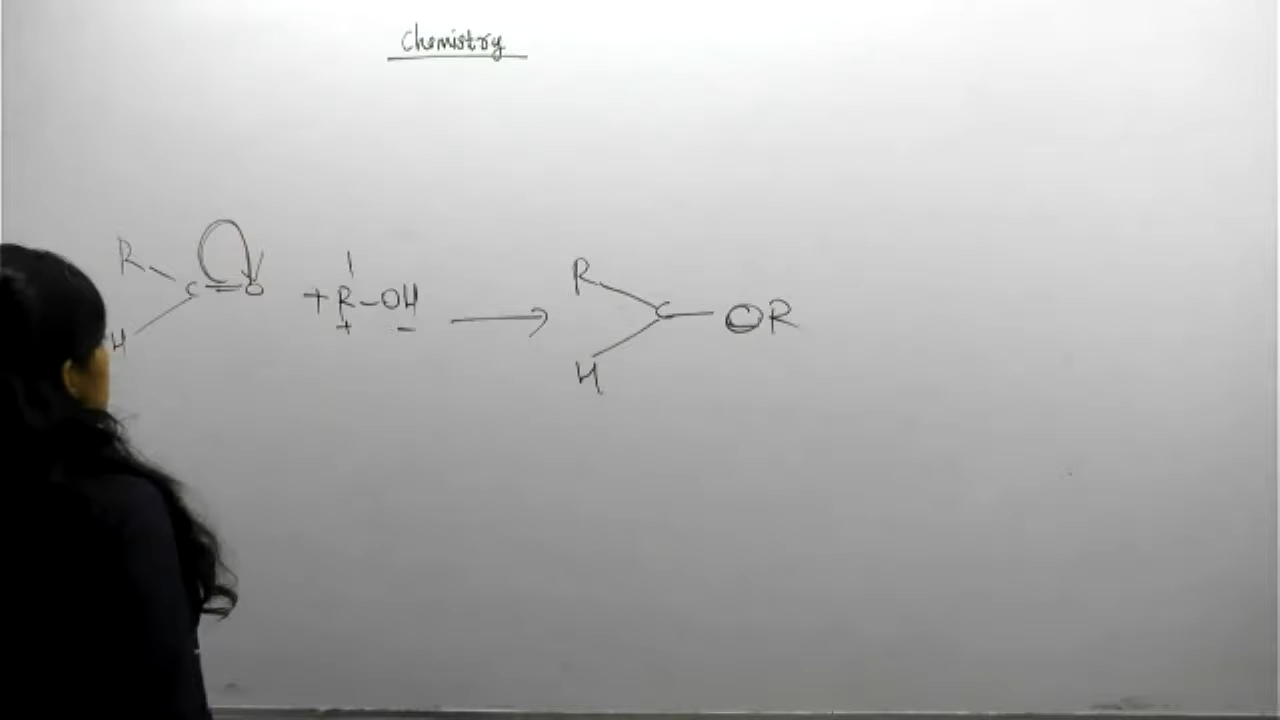 Chemistry
R
C = O + R - OH → R C - OR
H + - H